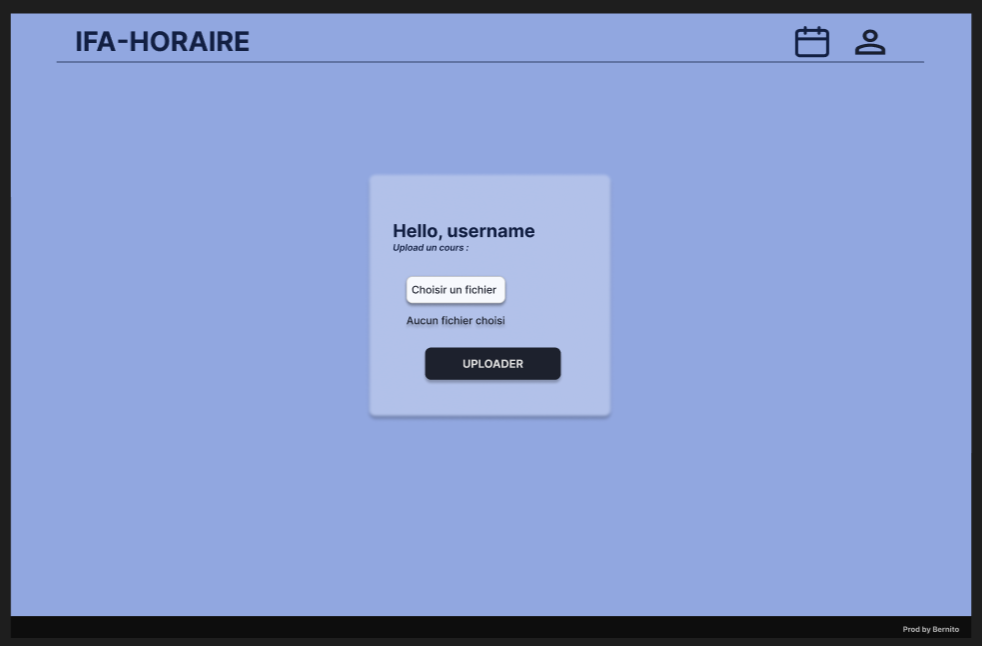 IFA-HORAIRE
Hello, username
Upload un cours :
Choisir un fichier
Aucun fichier choisi
UPLOADER
Prod by Bernito